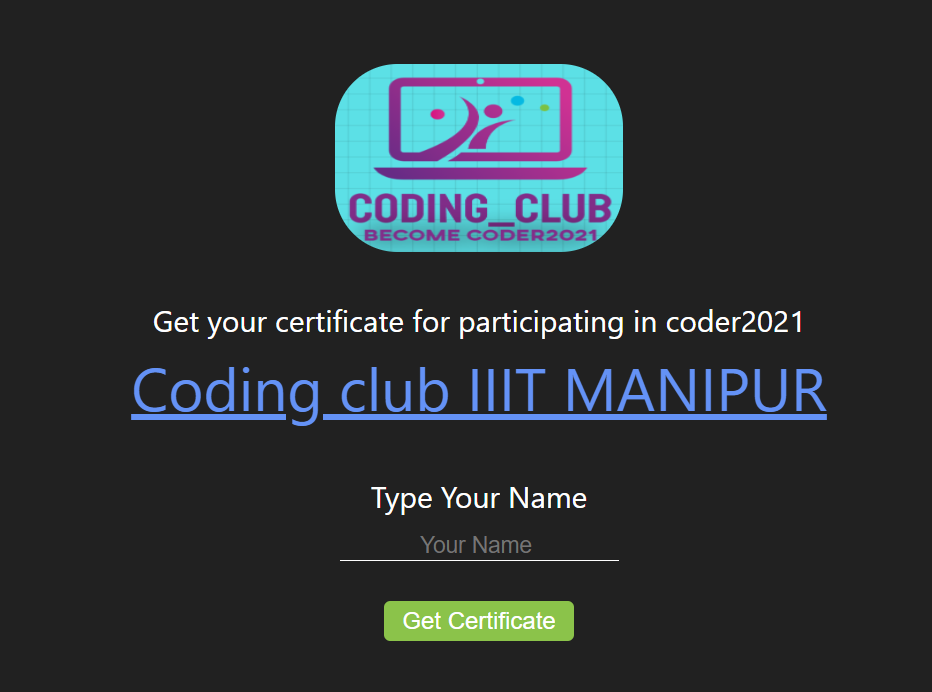 CODING_CLUB
BECOME CODER2021
Get your certificate for participating in coder2021
Coding club IIIT MANIPUR
Type Your Name
Your Name
Get Certificate